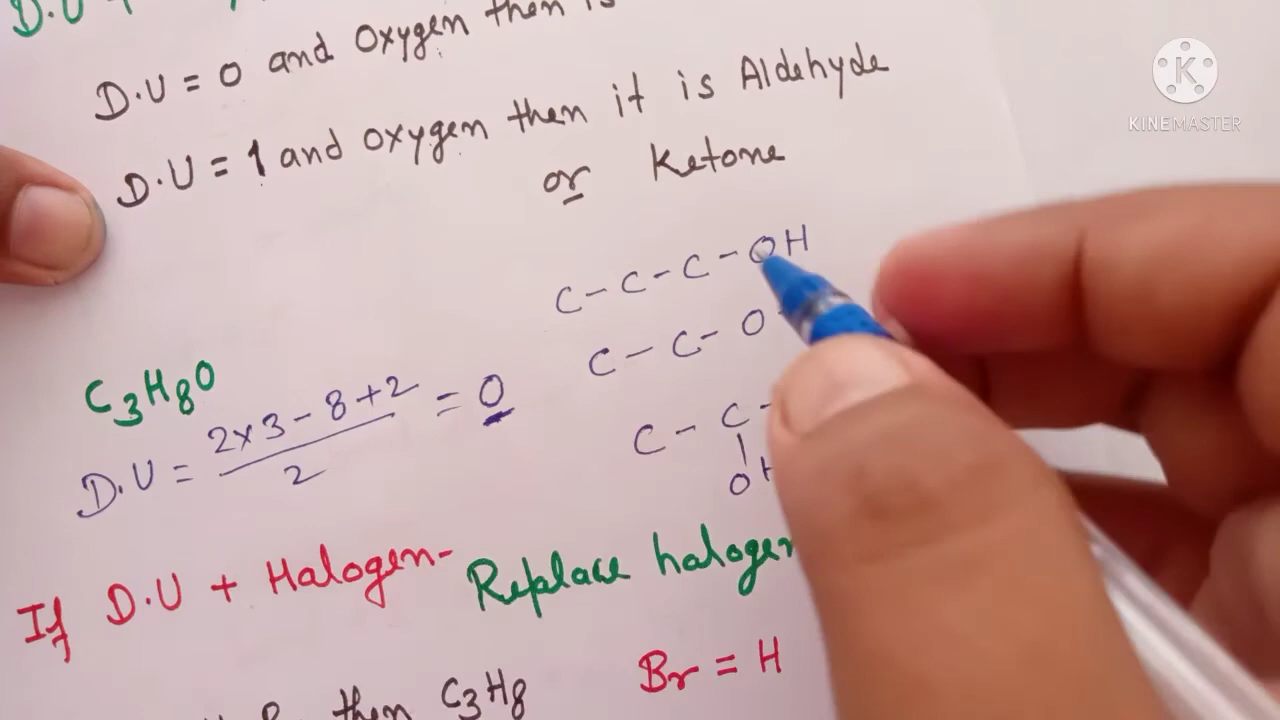 D.U +
D.U = 0 and Oxygen then is
D.U = 1 and oxygen then it is Aldehyde
or Ketone
C - C - C - OH
C - C - O
C - C -
OH
C3H8O
D.U = 2x3 - 8 + 2 / 2 = 0
If D.U + Halogen - Replace halogen
Br = H
then C3H8
KINEMASTER